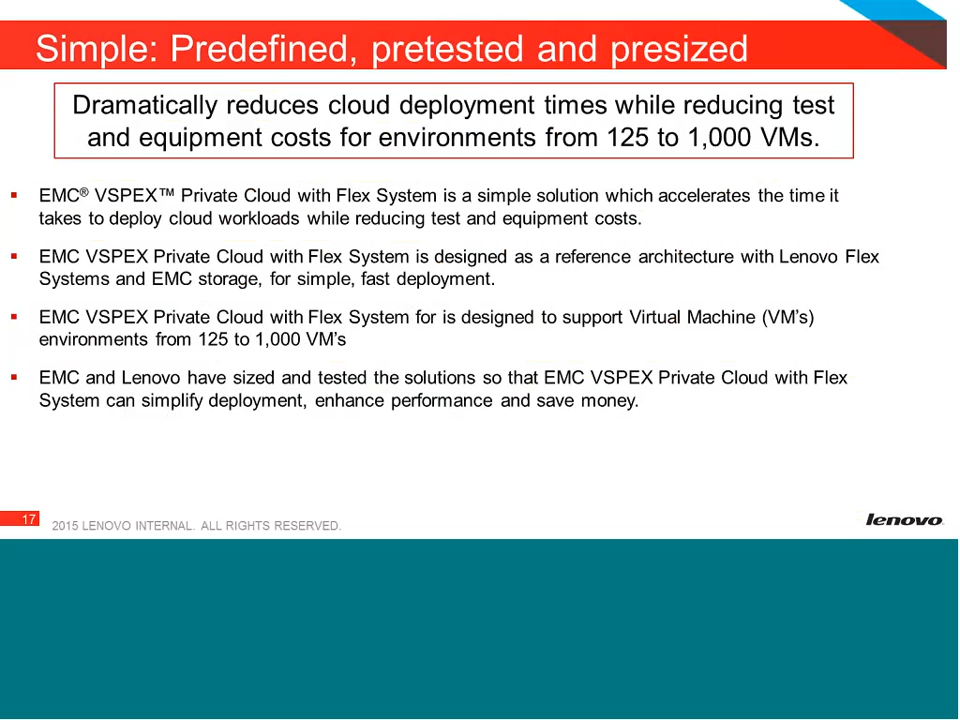 Simple: Predefined, pretested and presized
Dramatically reduces cloud deployment times while reducing test
and equipment costs for environments from 125 to 1,000 VMs.
▪ EMC® VSPEX™ Private Cloud with Flex System is a simple solution which accelerates the time it
takes to deploy cloud workloads while reducing test and equipment costs.
▪ EMC VSPEX Private Cloud with Flex System is designed as a reference architecture with Lenovo Flex
Systems and EMC storage, for simple, fast deployment.
▪ EMC VSPEX Private Cloud with Flex System for is designed to support Virtual Machine (VM's)
environments from 125 to 1,000 VM's
▪ EMC and Lenovo have sized and tested the solutions so that EMC VSPEX Private Cloud with Flex
System can simplify deployment, enhance performance and save money.
17
2015 LENOVO INTERNAL. ALL RIGHTS RESERVED.
lenovo